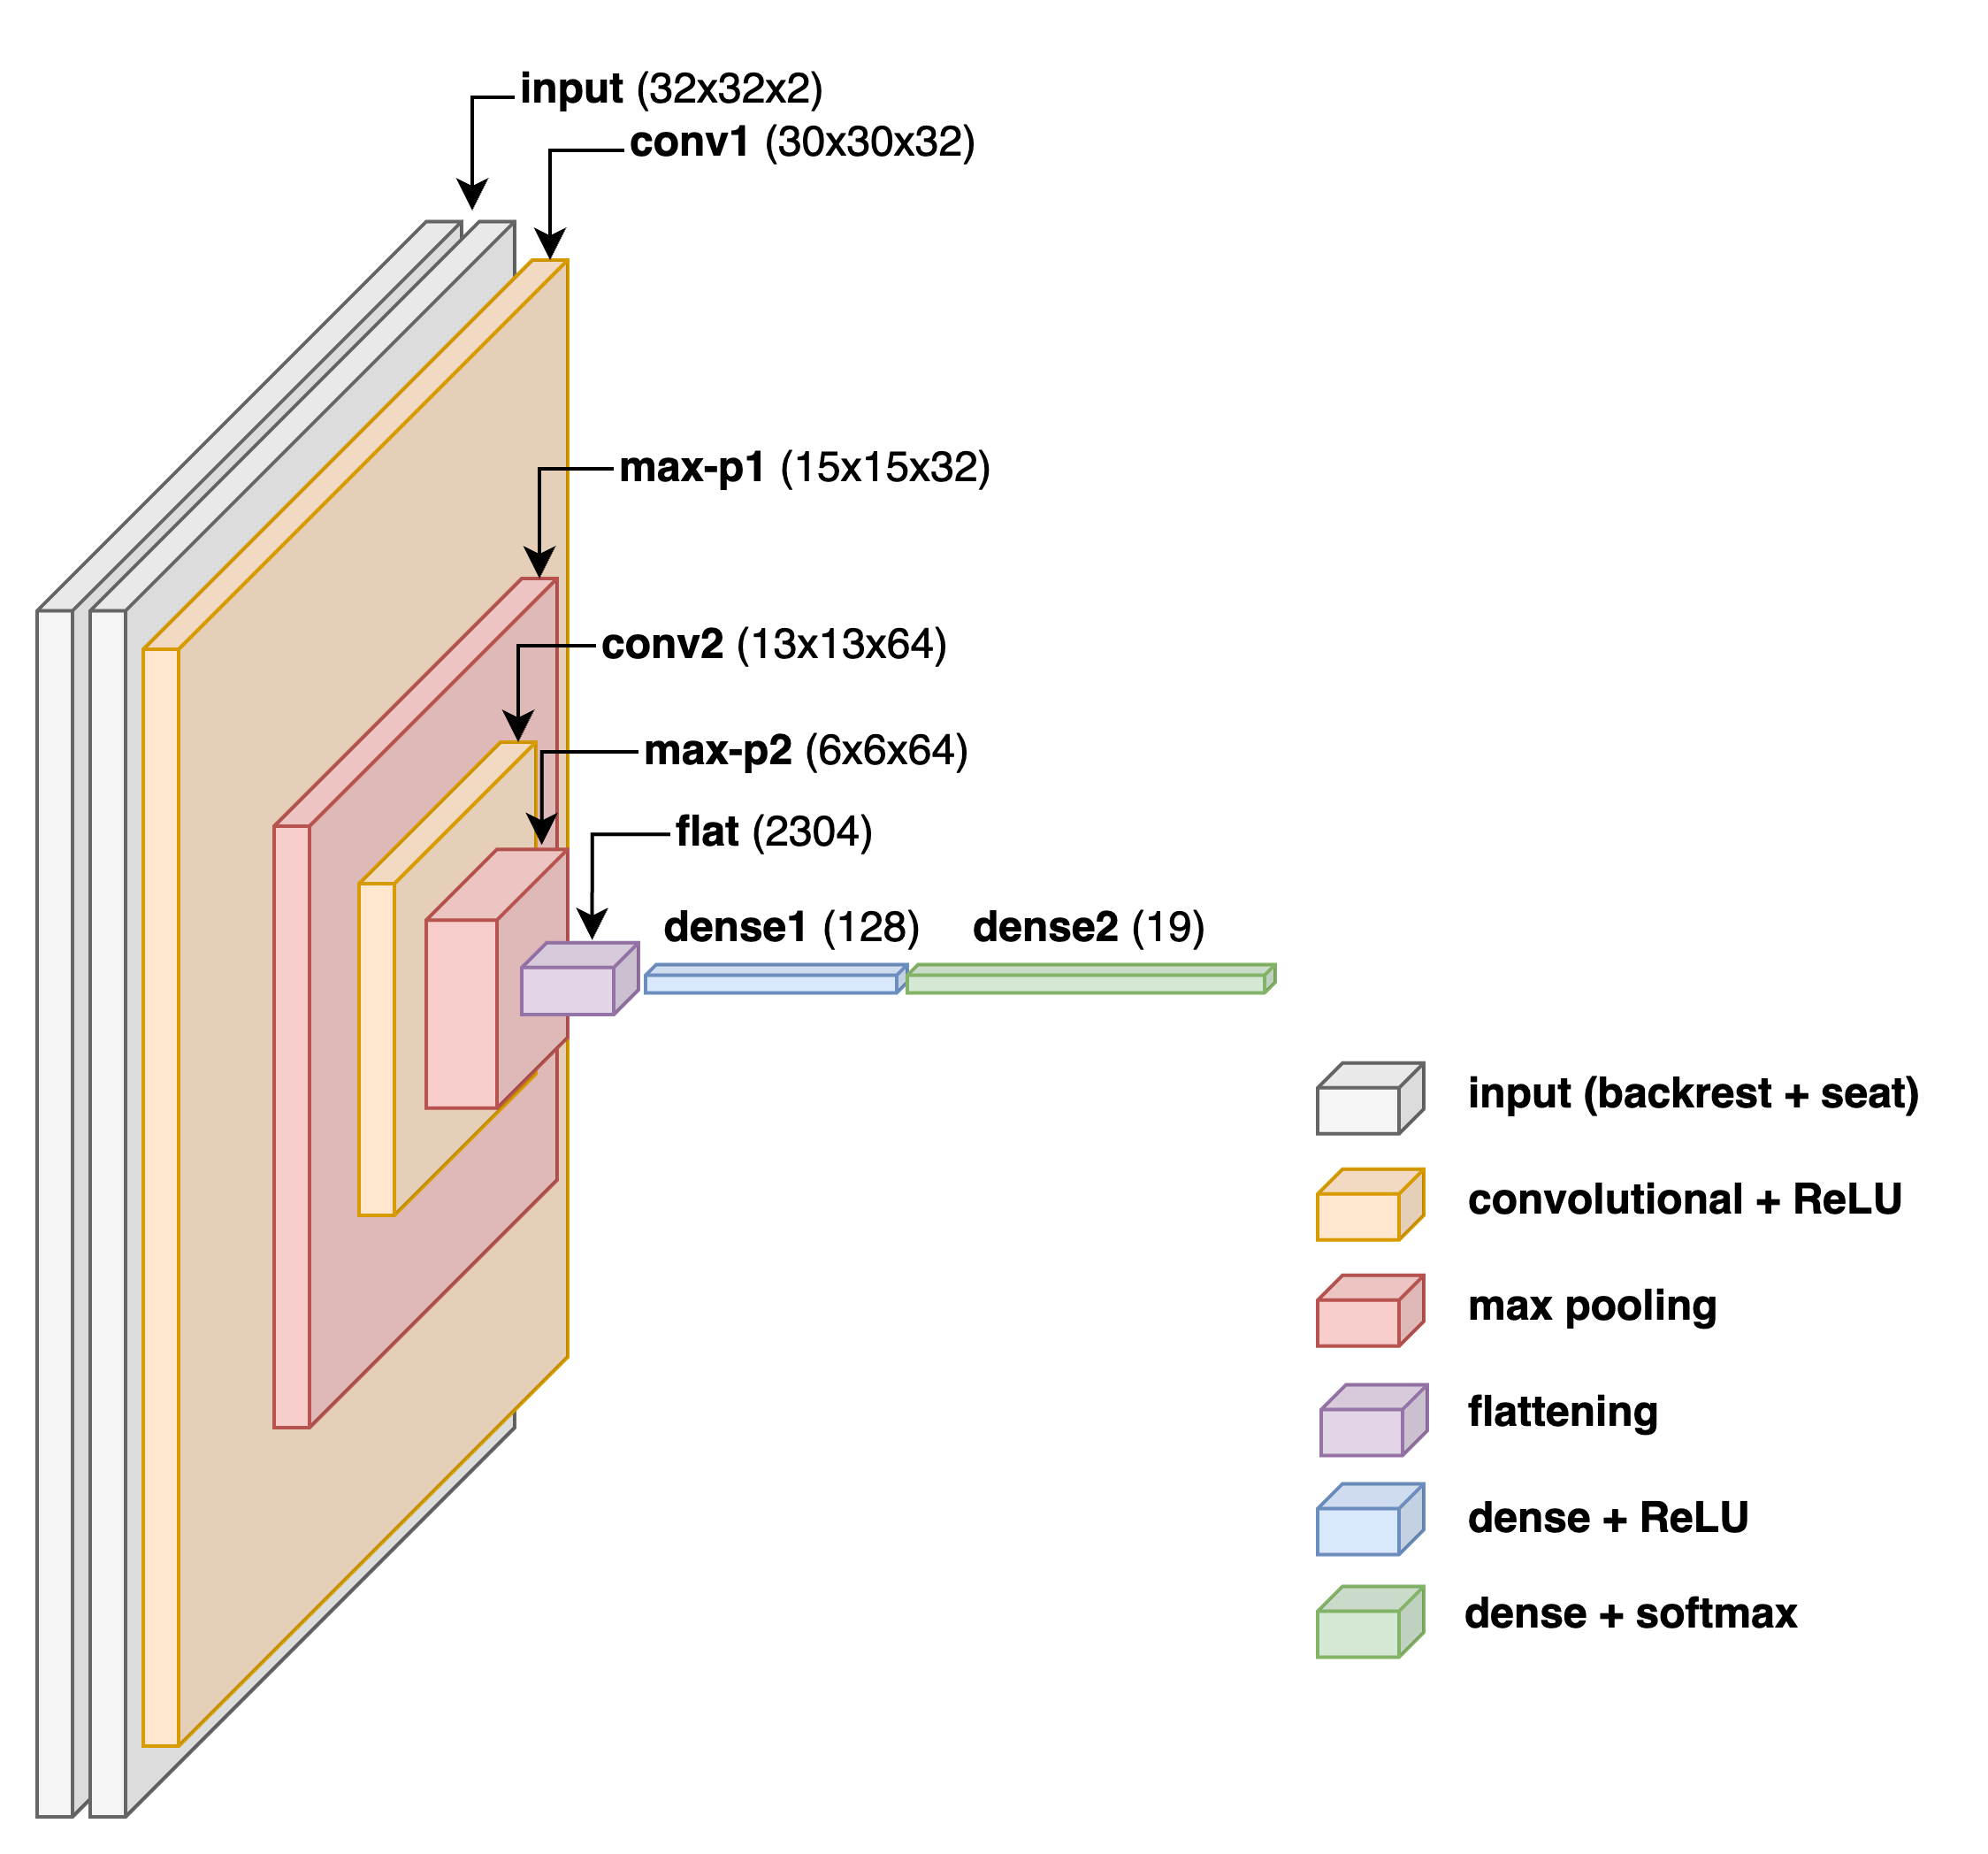 input (32x32x2)
conv1 (30x30x32)
max-p1 (15x15x32)
conv2 (13x13x64)
max-p2 (6x6x64)
flat (2304)
dense1 (128)
dense2 (19)
input (backrest + seat)
convolutional + ReLU
max pooling
flattening
dense + ReLU
dense + softmax